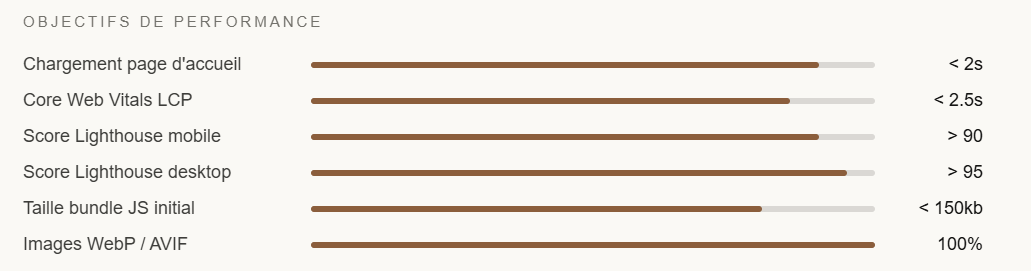 OBJECTIFS DE PERFORMANCE
Chargement page d'accueil < 2s
Core Web Vitals LCP < 2.5s
Score Lighthouse mobile > 90
Score Lighthouse desktop > 95
Taille bundle JS initial < 150kb
Images WebP / AVIF 100%